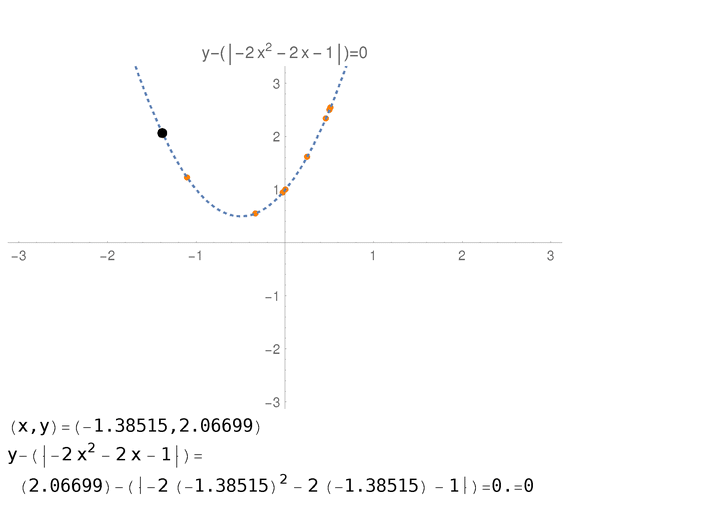 y−(|−2 x² − 2 x − 1|)=0
3
2
1
−3 −2 −1 1 2 3
−1
−2
−3
(x,y)=(−1.38515,2.06699)
y−(|−2 x² − 2 x − 1|)=
(2.06699)−(|−2 (−1.38515)² − 2 (−1.38515) − 1|)=0.=0